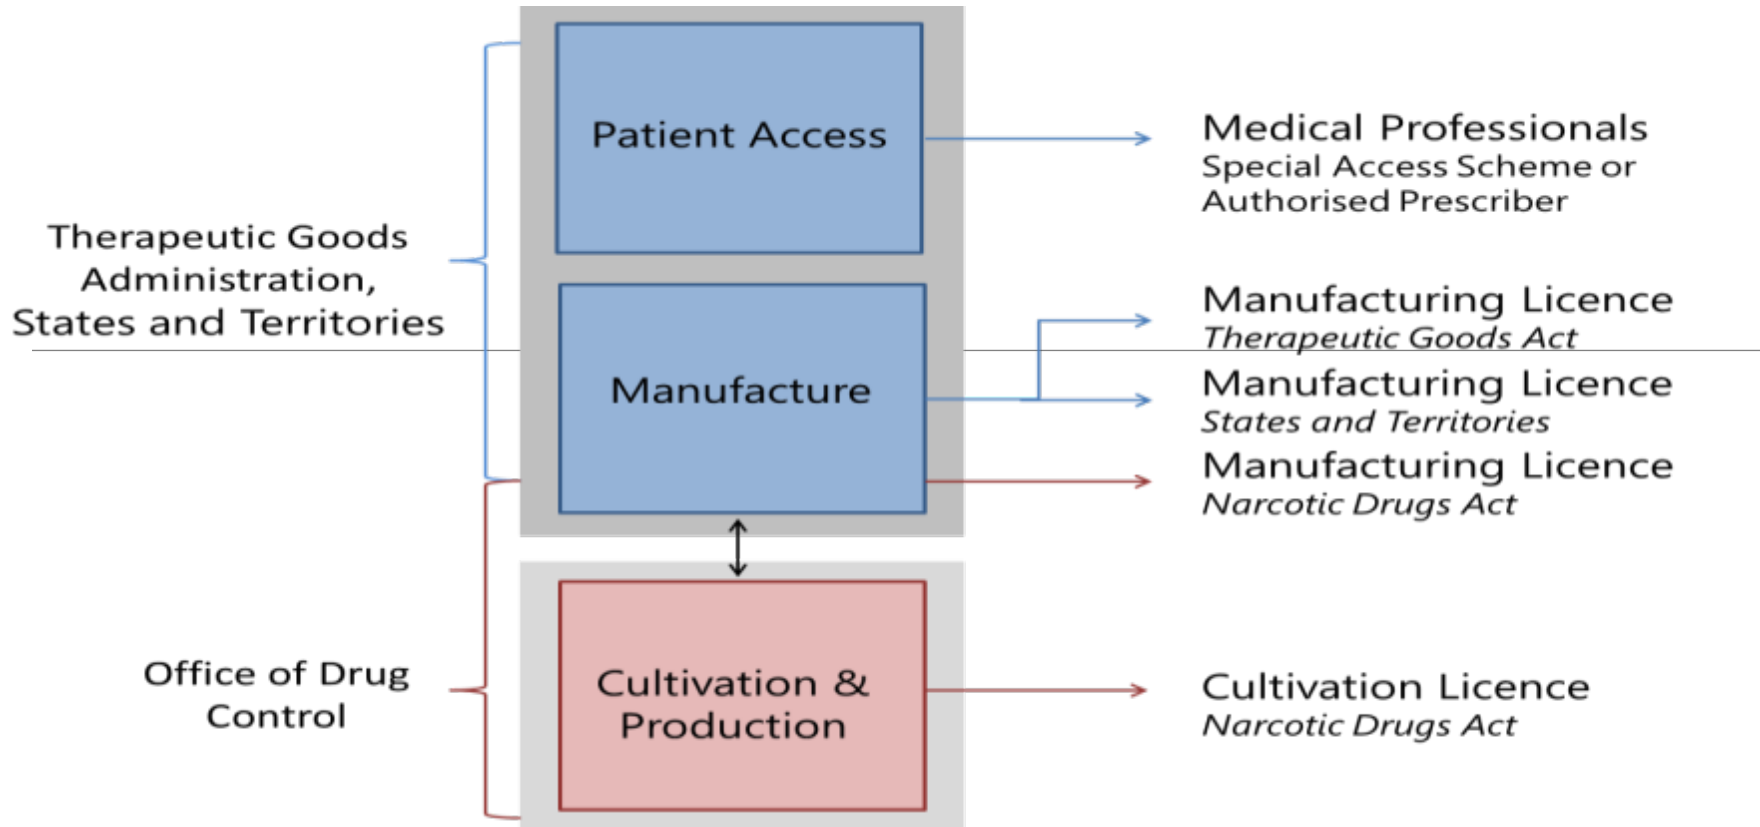 Therapeutic Goods
Administration,
States and Territories
Office of Drug
Control
Patient Access
Manufacture
Cultivation &
Production
Medical Professionals
Special Access Scheme or
Authorised Prescriber
Manufacturing Licence
Therapeutic Goods Act
Manufacturing Licence
States and Territories
Manufacturing Licence
Narcotic Drugs Act
Cultivation Licence
Narcotic Drugs Act